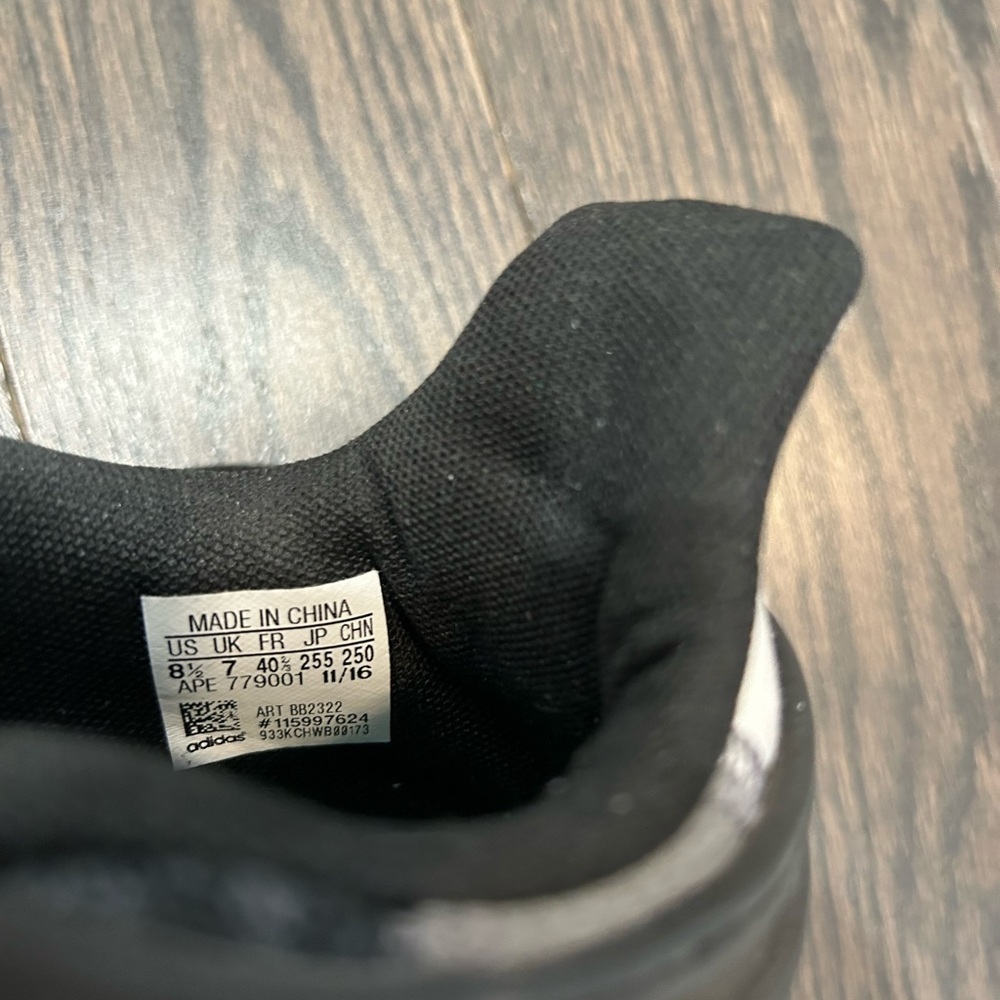 MADE IN CHINA
US UK FR JP CHN
8½ 7 40⅔ 255 250
APE 779001 11/16
ART BB2322
#115997624
933KCHWB00173
adidas